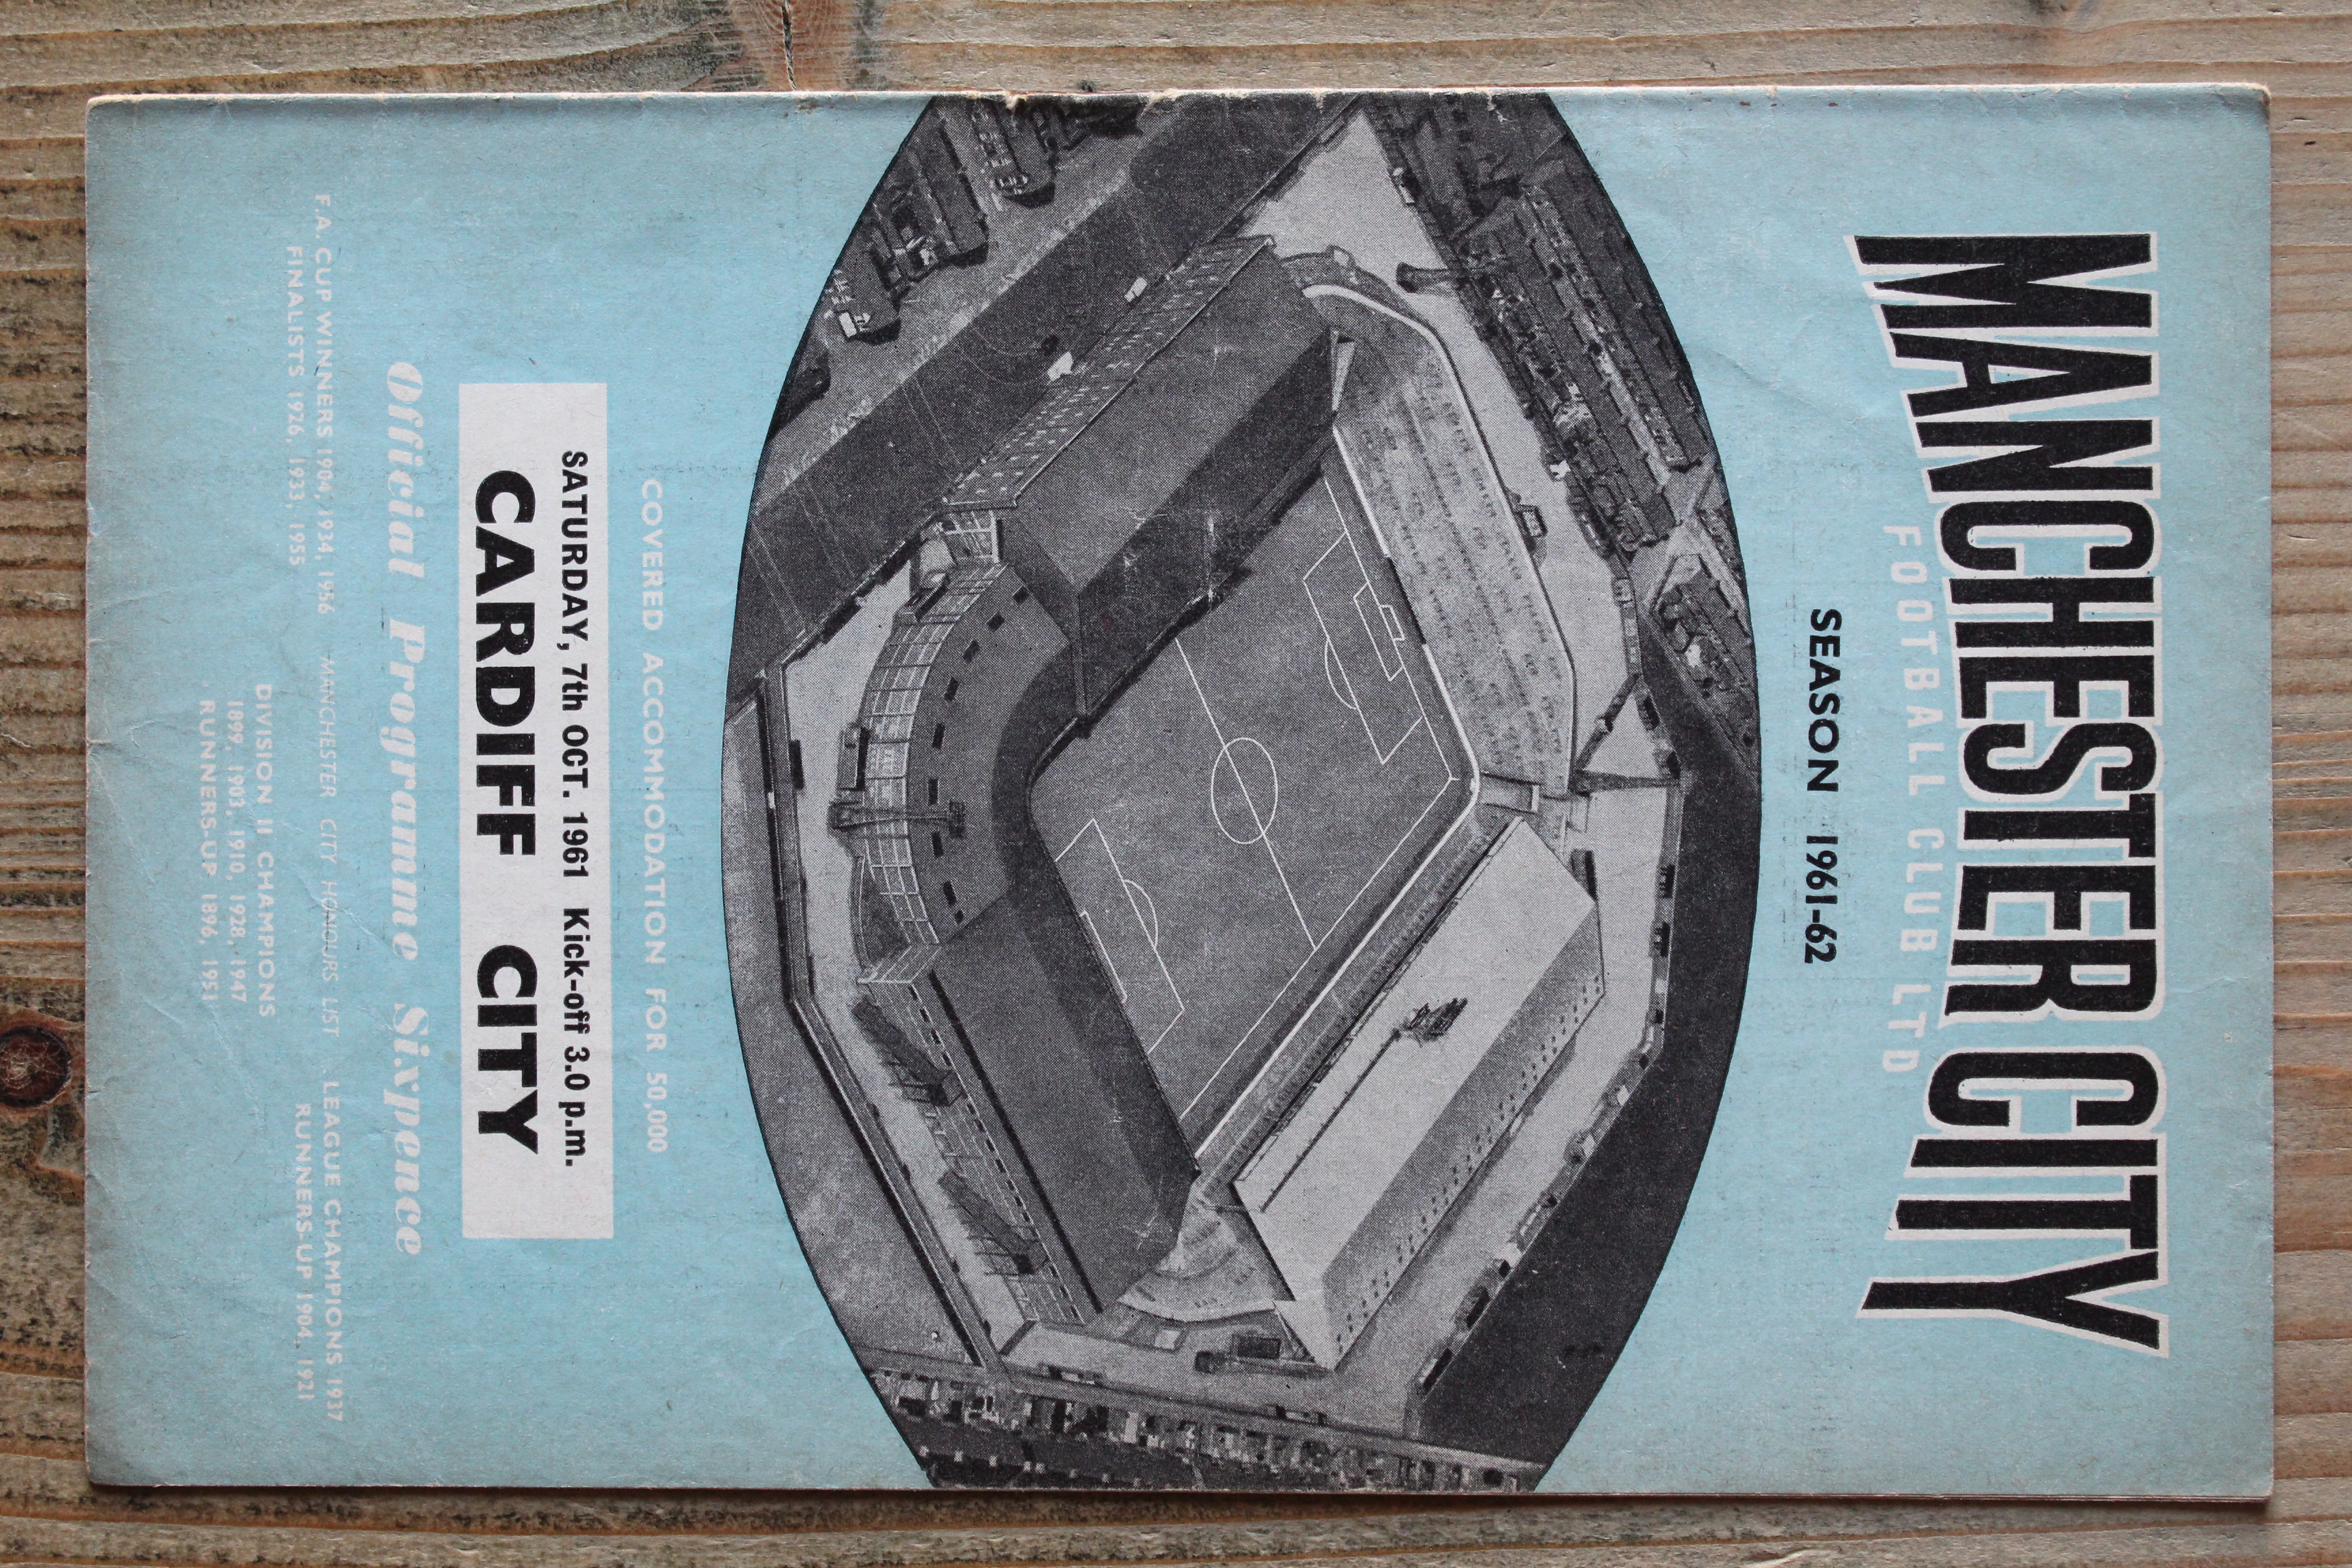 MANCHESTER CITY
FOOTBALL CLUB LTD
SEASON 1961-62
COVERED ACCOMMODATION FOR 50,000
SATURDAY, 7th OCT. 1961 Kick-off 3.0 p.m.
CARDIFF CITY
Official Programme Sixpence
MANCHESTER CITY HONOURS LIST
F.A. CUP WINNERS 1904, 1934, 1956
FINALISTS 1926, 1933, 1955
LEAGUE CHAMPIONS 1937
RUNNERS-UP 1904, 1921
DIVISION II CHAMPIONS
1899, 1903, 1910, 1928, 1947
RUNNERS-UP 1896, 1951